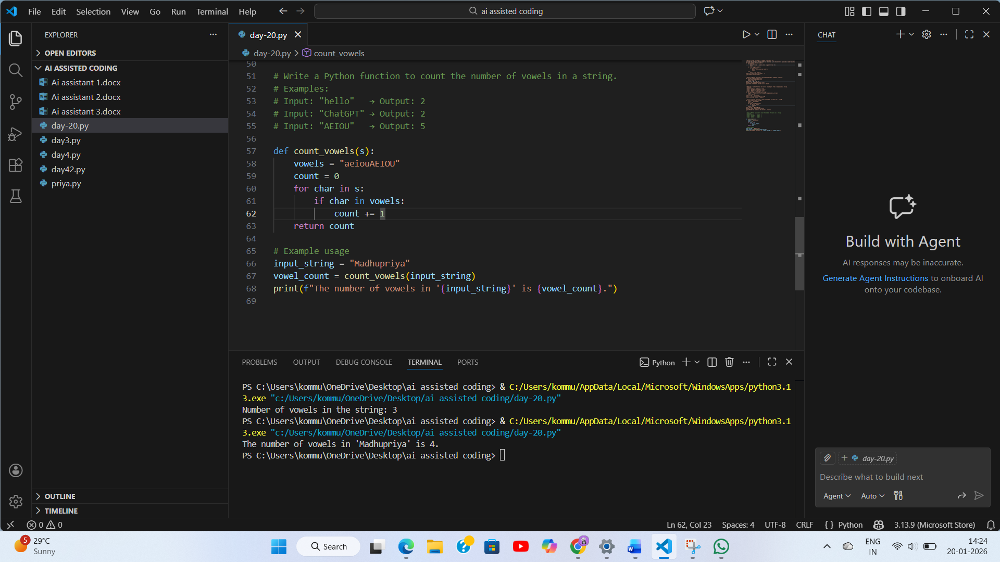 File Edit Selection View Go Run Terminal Help
ai assisted coding
EXPLORER
OPEN EDITORS
AI ASSISTED CODING
Ai assistant 1.docx
Ai assistant 2.docx
Ai assistant 3.docx
day-20.py
day3.py
day4.py
day42.py
priya.py
OUTLINE
TIMELINE
day-20.py
day-20.py > count_vowels
50
51 # Write a Python function to count the number of vowels in a string.
52 # Examples:
53 # Input: "hello"   → Output: 2
54 # Input: "ChatGPT" → Output: 2
55 # Input: "AEIOU"   → Output: 5
56
57 def count_vowels(s):
58     vowels = "aeiouAEIOU"
59     count = 0
60     for char in s:
61         if char in vowels:
62             count += 1
63     return count
64
65 # Example usage
66 input_string = "Madhupriya"
67 vowel_count = count_vowels(input_string)
68 print(f"The number of vowels in '{input_string}' is {vowel_count}.")
69
PROBLEMS OUTPUT DEBUG CONSOLE TERMINAL PORTS
Python
PS C:\Users\kommu\OneDrive\Desktop\ai assisted coding> & C:/Users/kommu/AppData/Local/Microsoft/WindowsApps/python3.1
3.exe "c:/Users/kommu/OneDrive/Desktop/ai assisted coding/day-20.py"
Number of vowels in the string: 3
PS C:\Users\kommu\OneDrive\Desktop\ai assisted coding> & C:/Users/kommu/AppData/Local/Microsoft/WindowsApps/python3.1
3.exe "c:/Users/kommu/OneDrive/Desktop/ai assisted coding/day-20.py"
The number of vowels in 'Madhupriya' is 4.
PS C:\Users\kommu\OneDrive\Desktop\ai assisted coding>
CHAT
Build with Agent
AI responses may be inaccurate.
Generate Agent Instructions to onboard AI
onto your codebase.
day-20.py
Describe what to build next
Agent Auto
0 0
Ln 62, Col 23 Spaces: 4 UTF-8 CRLF {} Python 3.13.9 (Microsoft Store)
5
29°C
Sunny
Search
ENG
IN
14:24
20-01-2026